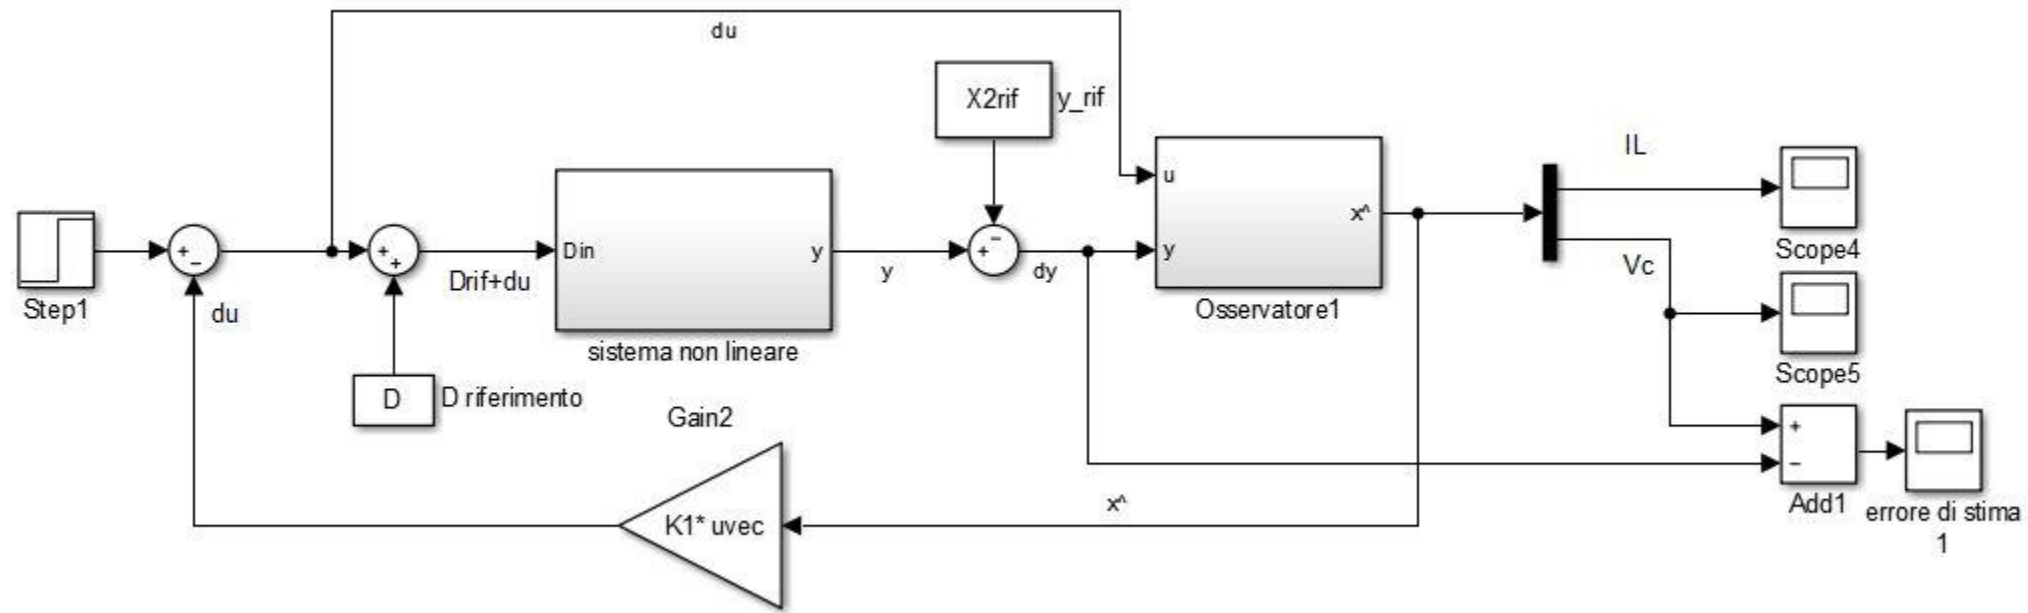 du
X2rif
y_rif
IL
u
x^
Din
y
y
dy
y
Vc
Scope4
Step1
du
Drif+du
Osservatore1
sistema non lineare
Scope5
D
D riferimento
Gain2
K1* uvec
x^
Add1
errore di stima
1